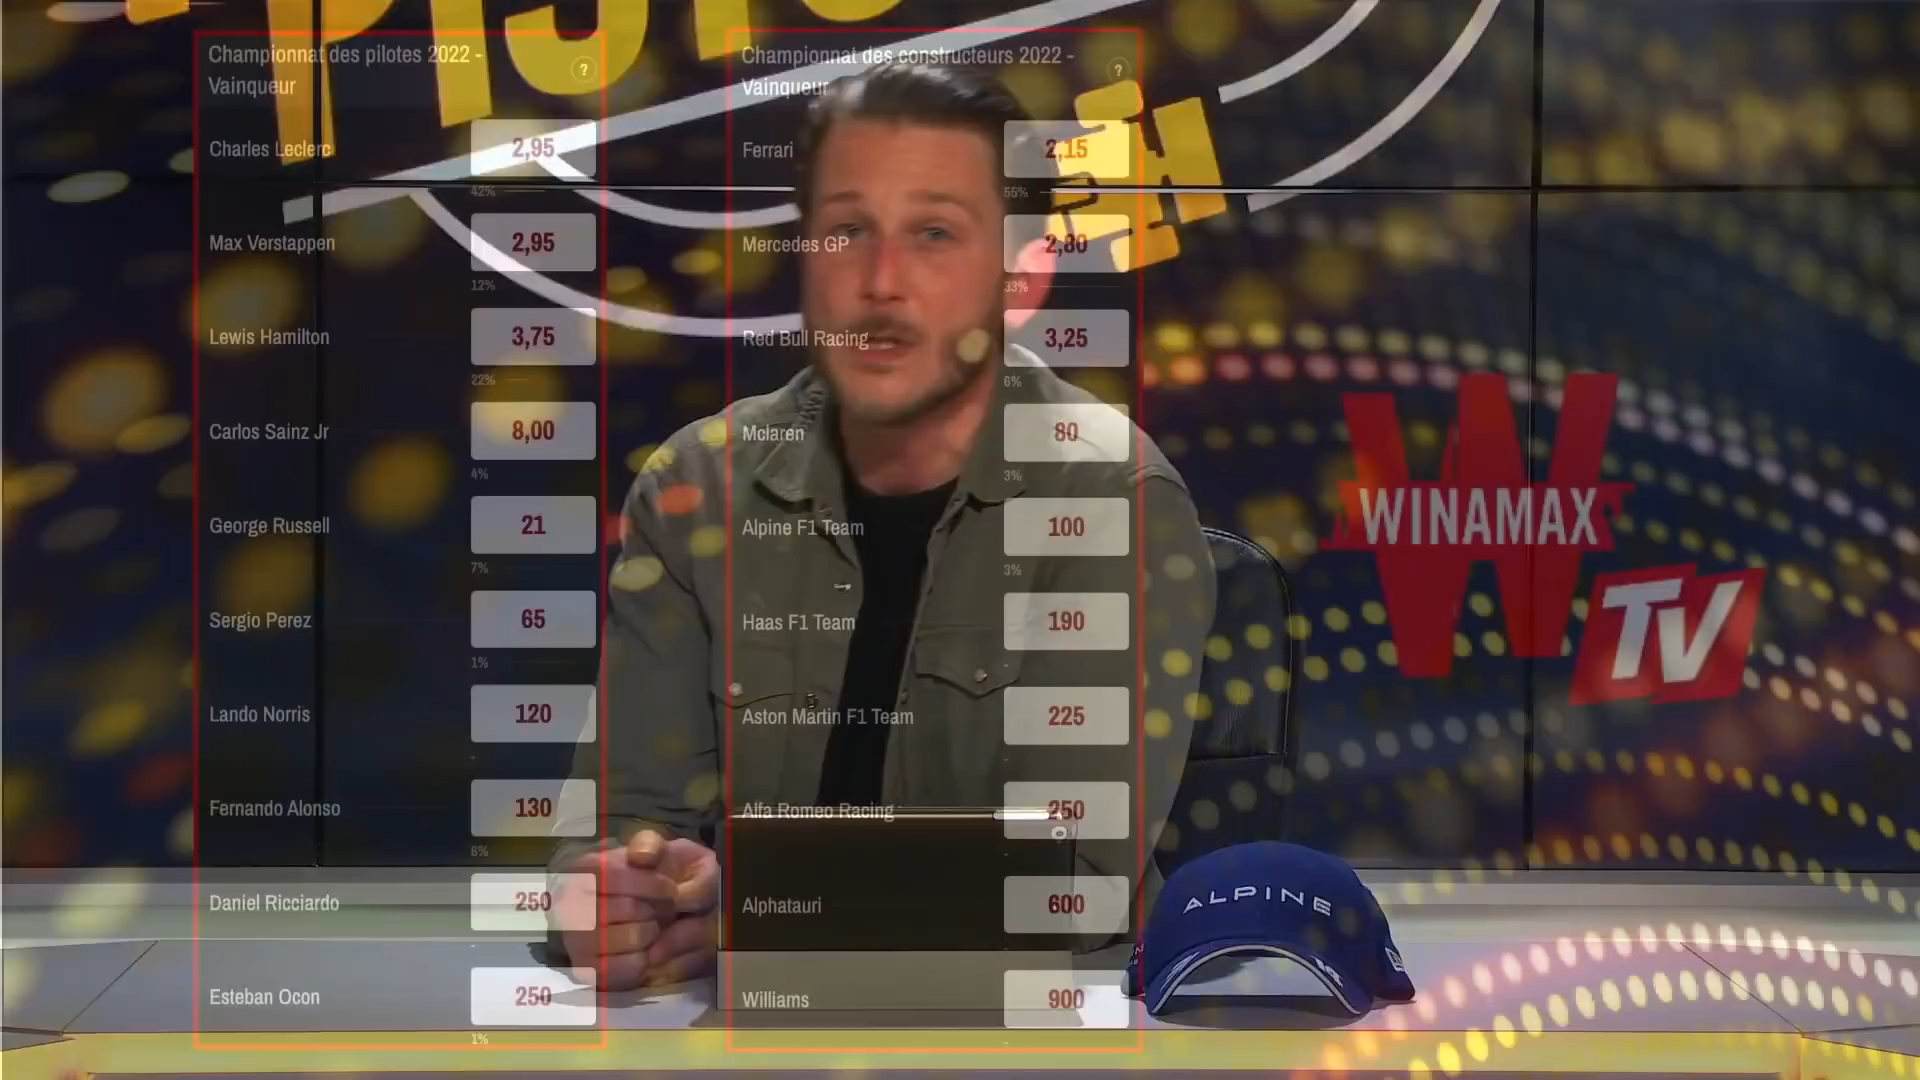 Championnat des pilotes 2022 -
Vainqueur
?
Charles Leclerc
2,95
42%
Max Verstappen
2,95
12%
Lewis Hamilton
3,75
22%
Carlos Sainz Jr
8,00
4%
George Russell
21
7%
Sergio Perez
65
1%
Lando Norris
120
-
Fernando Alonso
130
6%
Daniel Ricciardo
250
-
Esteban Ocon
250
1%
Championnat des constructeurs 2022 -
Vainqueur
?
Ferrari
2,15
55%
Mercedes GP
2,80
33%
Red Bull Racing
3,25
6%
Mclaren
80
3%
Alpine F1 Team
100
3%
Haas F1 Team
190
-
Aston Martin F1 Team
225
-
Alfa Romeo Racing
250
-
Alphatauri
600
-
Williams
900
-
W
WINAMAX
TV
ALPINE